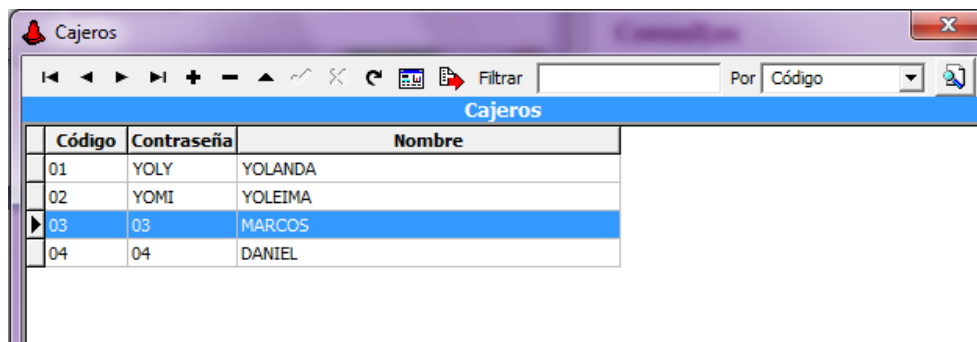 Cajeros
Consultas
Filtrar Por Código
Cajeros
Código Contraseña Nombre
01 YOLY YOLANDA
02 YOMI YOLEIMA
03 03 MARCOS
04 04 DANIEL